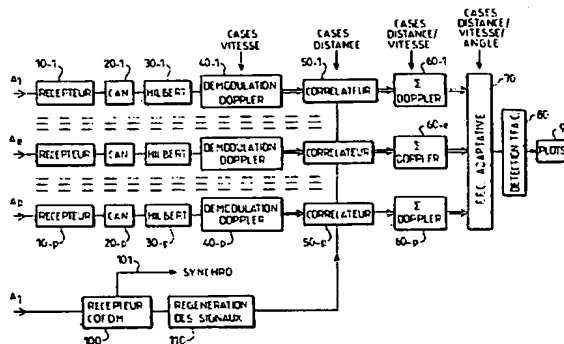 CASES VITESSE
CASES DISTANCE
CASES DISTANCE/ VITESSE
CASES DISTANCE/ VITESSE/ ANGLE
10-1 20-1 30-1 40-1 50-1 60-1 70
A1 RECEPTEUR CAN HILBERT DEMODULATION DOPPLER CORRELATEUR Σ DOPPLER
Ae RECEPTEUR CAN HILBERT DEMODULATION DOPPLER CORRELATEUR Σ DOPPLER
60-e
Ap RECEPTEUR CAN HILBERT DEMODULATION DOPPLER CORRELATEUR Σ DOPPLER
10-p 20-p 30-p 40-p 50-p 60-p
F.F.C. ADAPTATIVE
80
DETECTION T.F.A.C.
PLOTS
101 SYNCHRO
A1 RECEPTEUR COFDM REGENERATION DES SIGNAUX
100 110